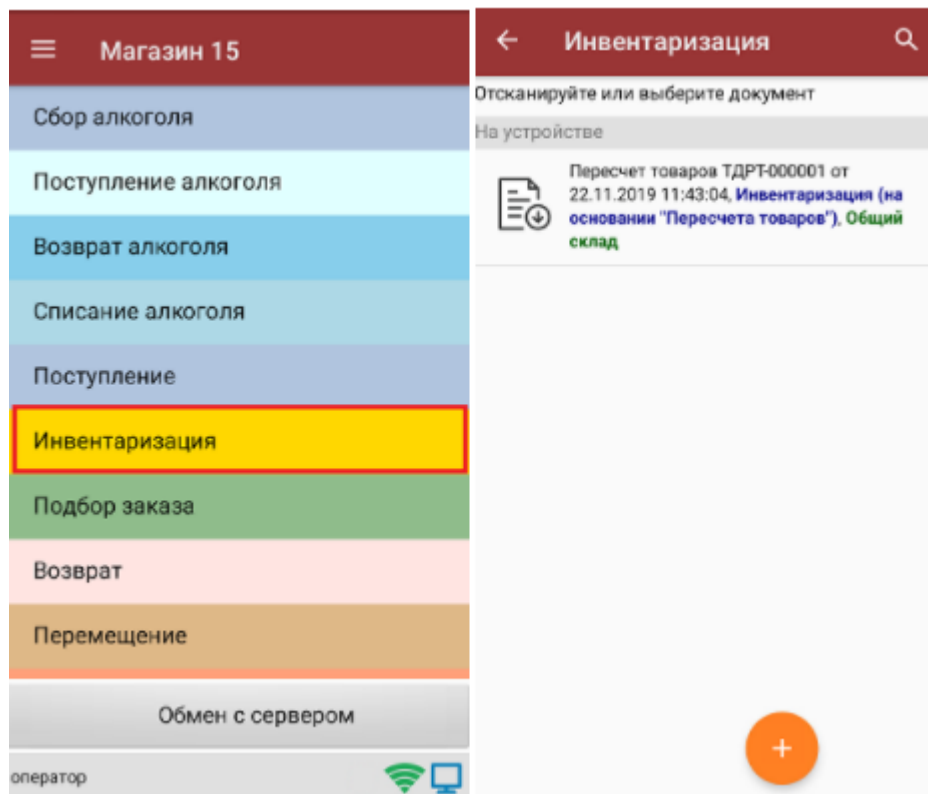 Магазин 15
Сбор алкоголя
Поступление алкоголя
Возврат алкоголя
Списание алкоголя
Поступление
Инвентаризация
Подбор заказа
Возврат
Перемещение
Обмен с сервером
оператор
Инвентаризация
Отсканируйте или выберите документ
На устройстве
Пересчет товаров ТДРТ-000001 от
22.11.2019 11:43:04, Инвентаризация (на
основании "Пересчета товаров"), Общий
склад